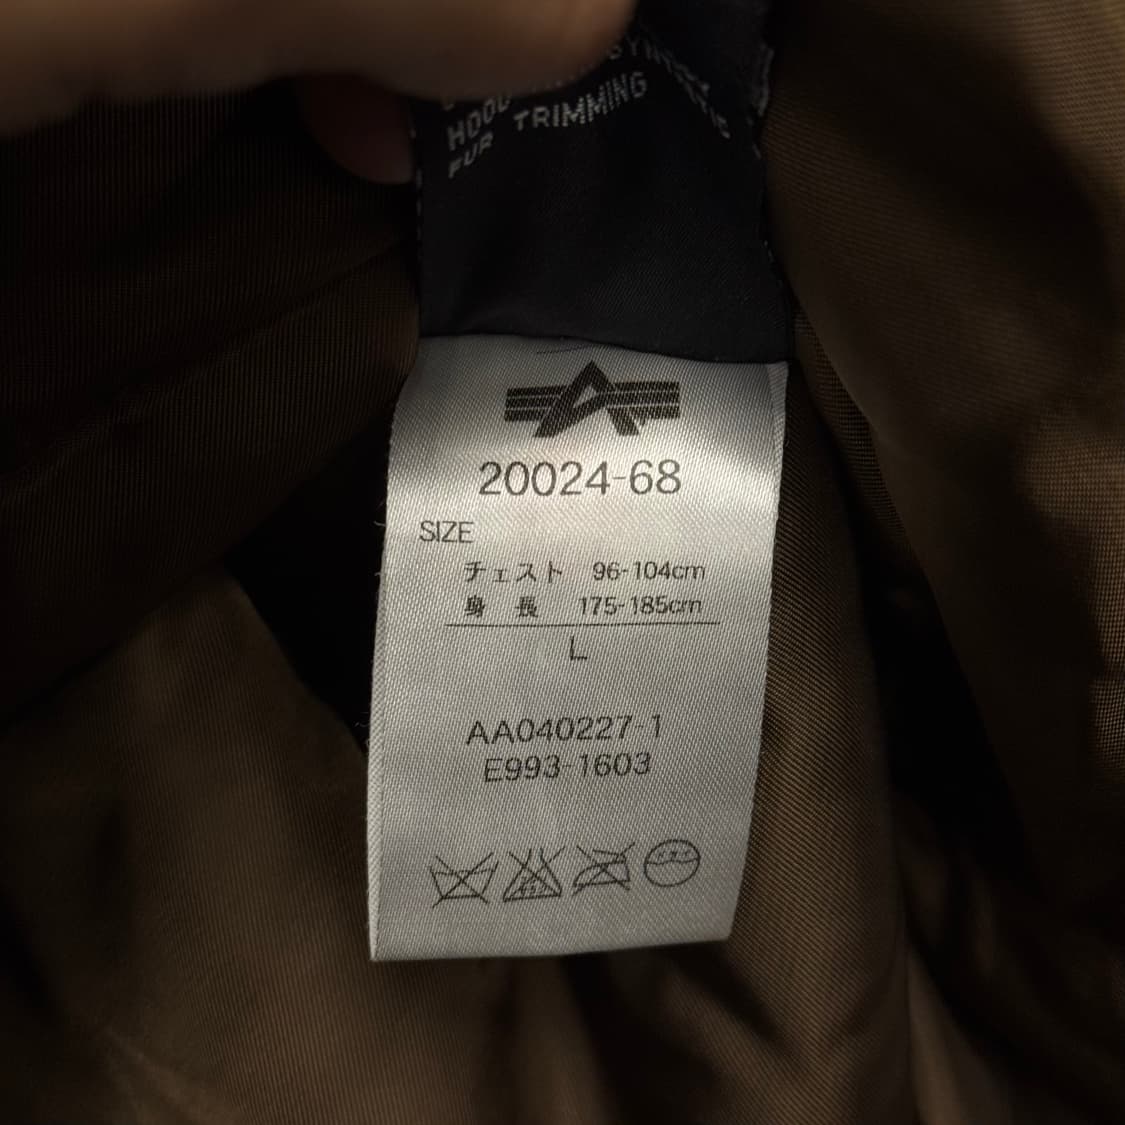 HOOD
FUR TRIMMING
20024-68
SIZE
チェスト 96-104cm
身 長 175-185cm
L
AA040227-1
E993-1603